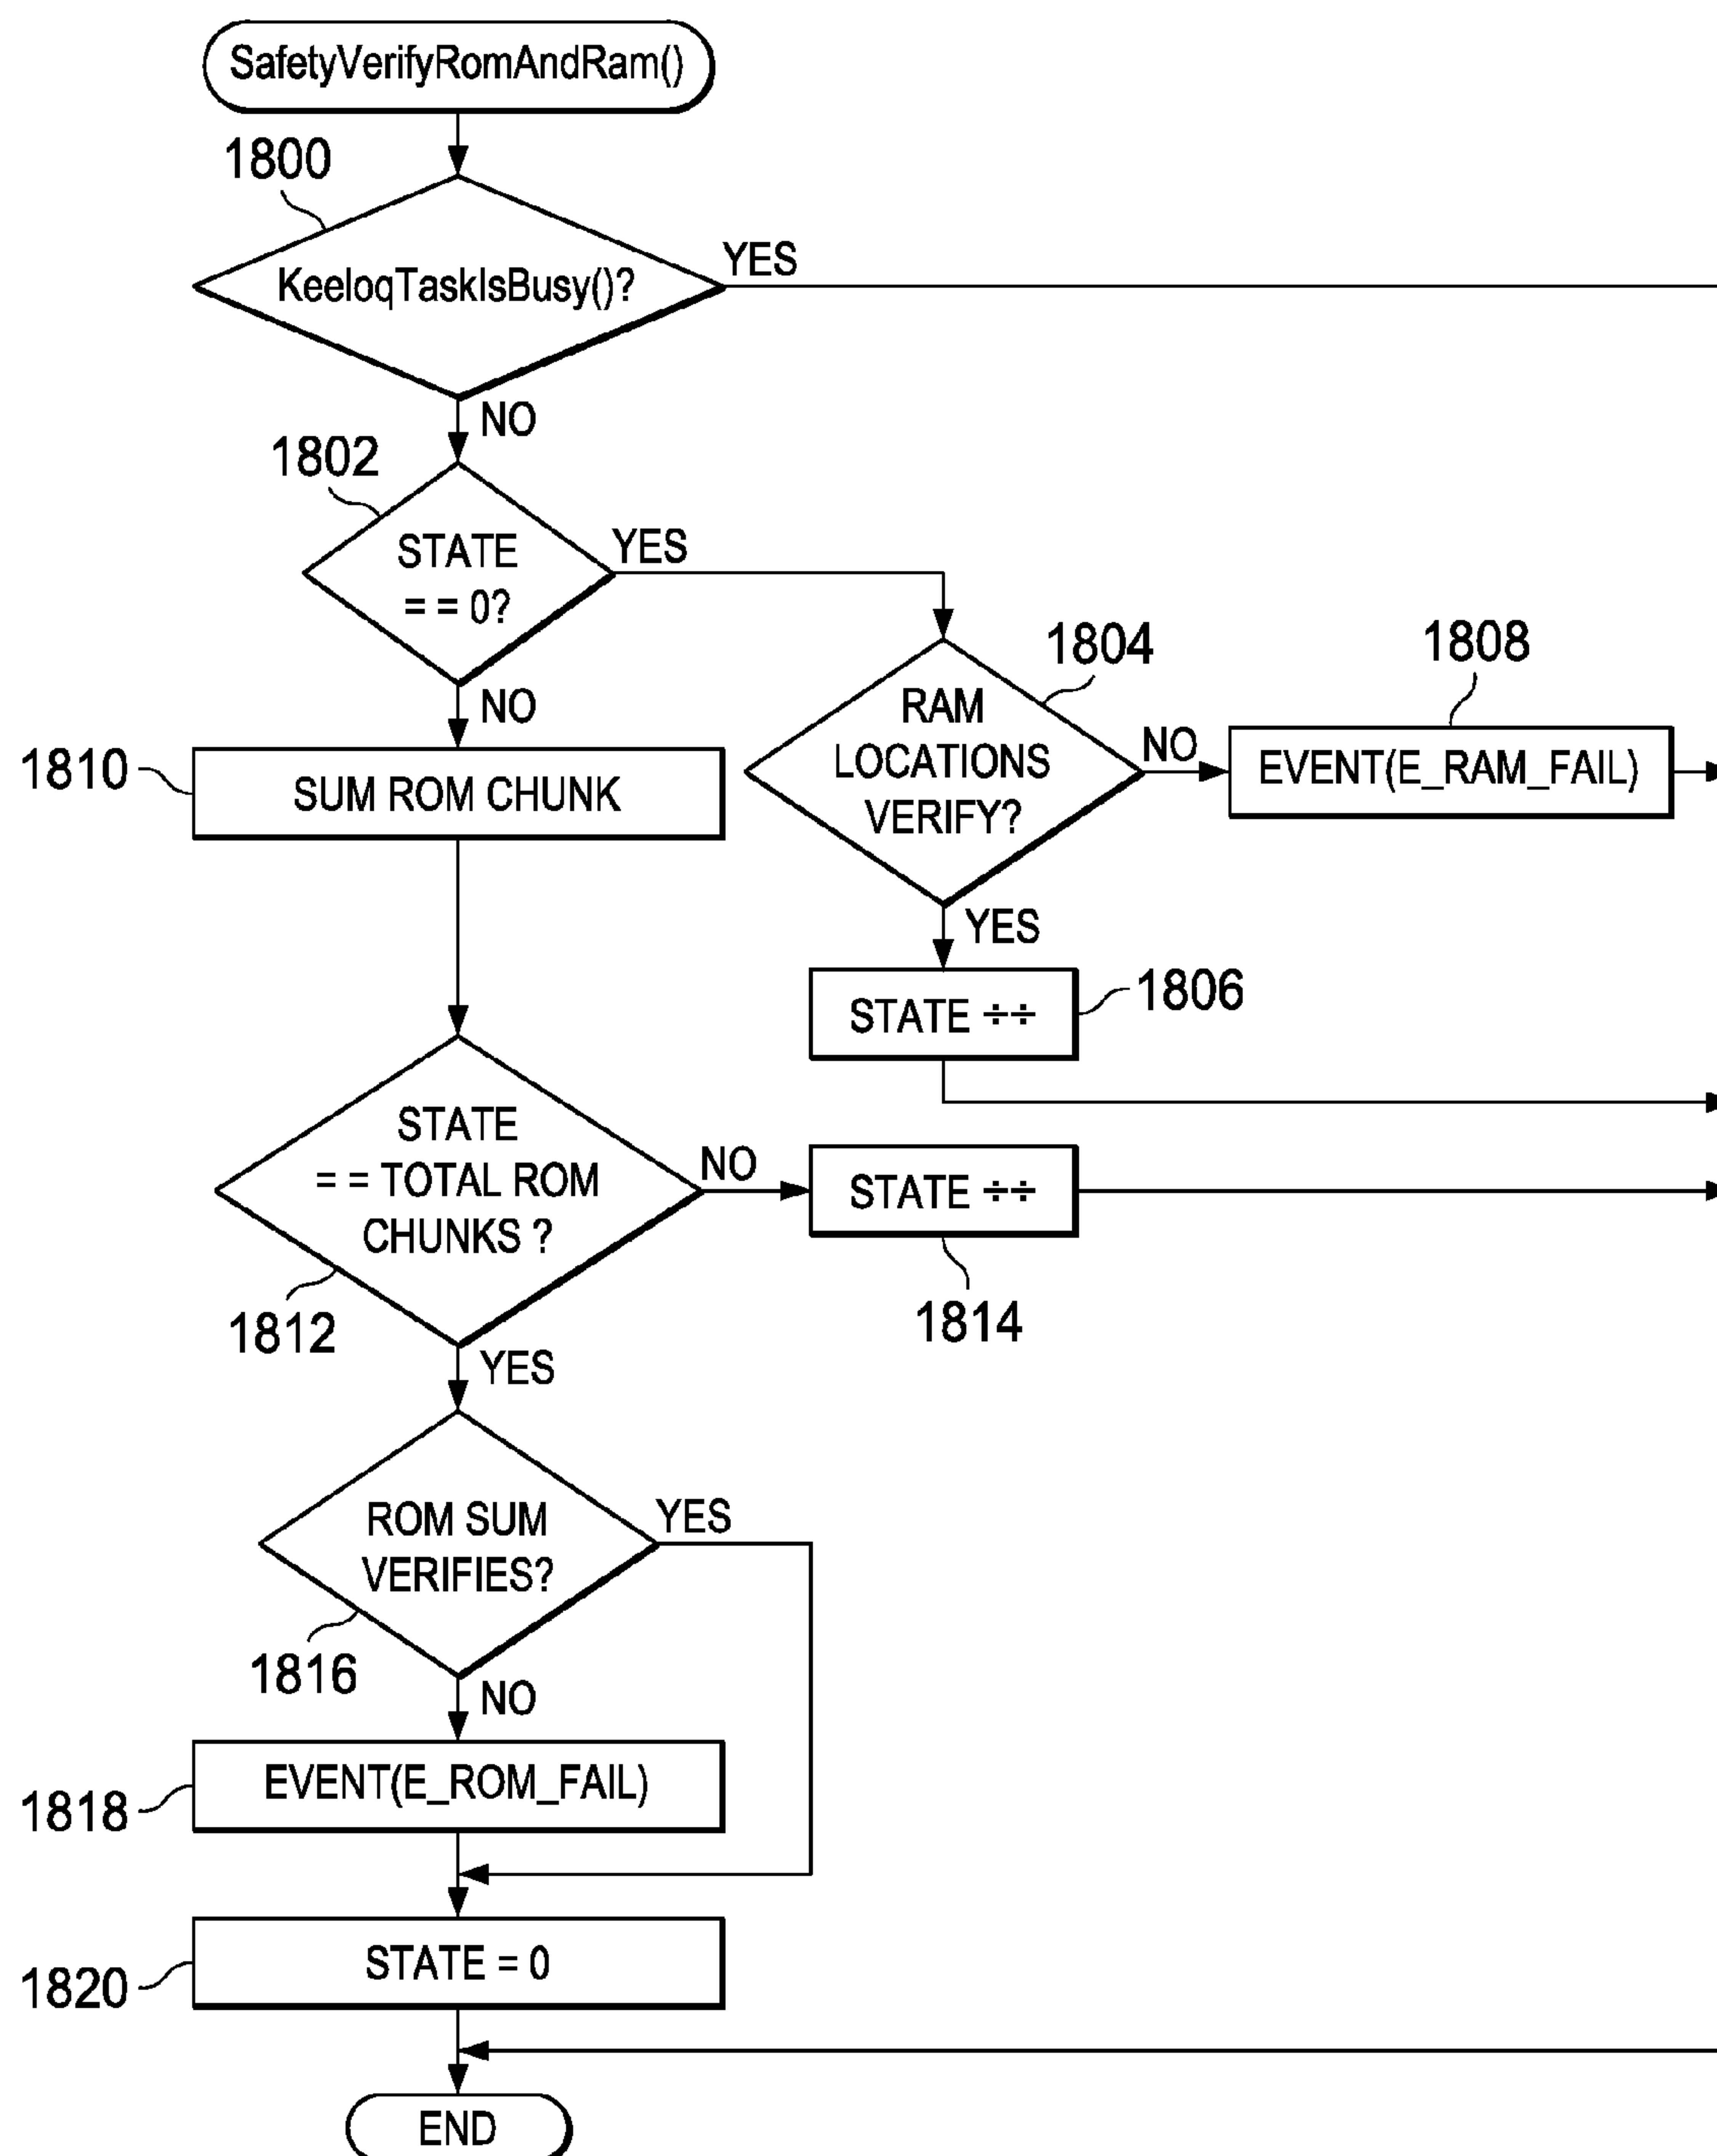 SafetyVerifyRomAndRam()
1800
KeeloqTaskIsBusy()?
YES
NO
1802
STATE
= = 0?
YES
NO
1804
RAM
LOCATIONS
VERIFY?
NO
1808
EVENT(E_RAM_FAIL)
1810
SUM ROM CHUNK
YES
STATE ÷÷
1806
STATE
= = TOTAL ROM
CHUNKS ?
NO
STATE ÷÷
1812
1814
YES
ROM SUM
VERIFIES?
YES
1816
NO
EVENT(E_ROM_FAIL)
1818
STATE = 0
1820
END